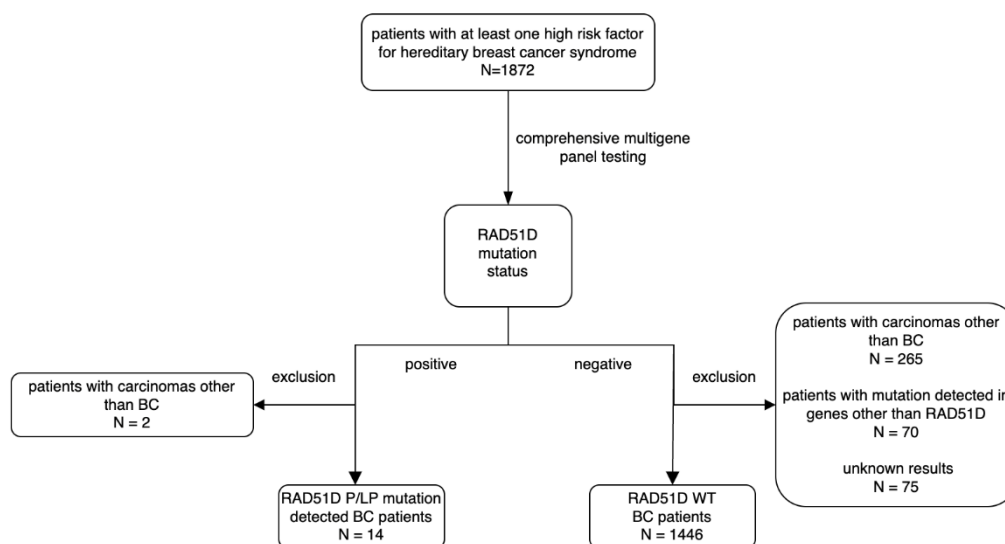 patients with at least one high risk factor
for hereditary breast cancer syndrome
N=1872
comprehensive multigene
panel testing
RAD51D
mutation
status
positive
negative
exclusion
patients with carcinomas other
than BC
N = 2
exclusion
patients with carcinomas other
than BC
N = 265
patients with mutation detected in
genes other than RAD51D
N = 70
unknown results
N = 75
RAD51D P/LP mutation
detected BC patients
N = 14
RAD51D WT
BC patients
N = 1446